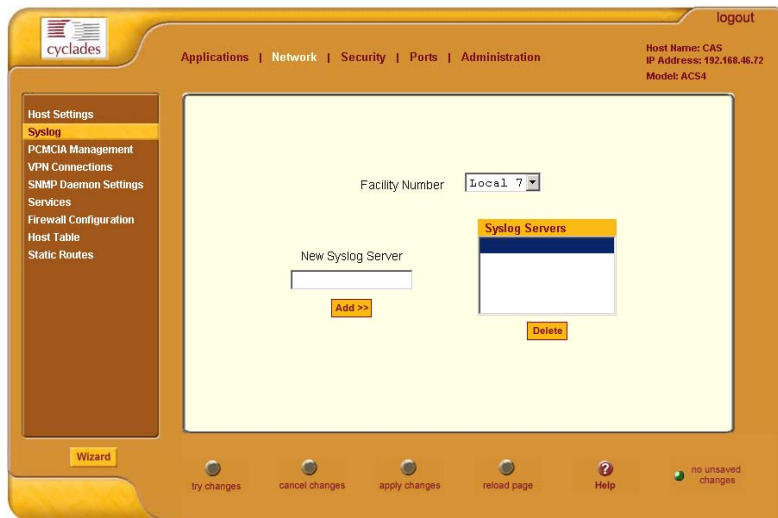 logout
cyclades
Applications | Network | Security | Ports | Administration
Host Name: CAS
IP Address: 192.168.46.72
Model: ACS4
Host Settings
Syslog
PCMCIA Management
VPN Connections
SNMP Daemon Settings
Services
Firewall Configuration
Host Table
Static Routes
Facility Number
Local 7
Syslog Servers
New Syslog Server
Add >>
Delete
Wizard
try changes
cancel changes
apply changes
reload page
? Help
no unsaved
changes